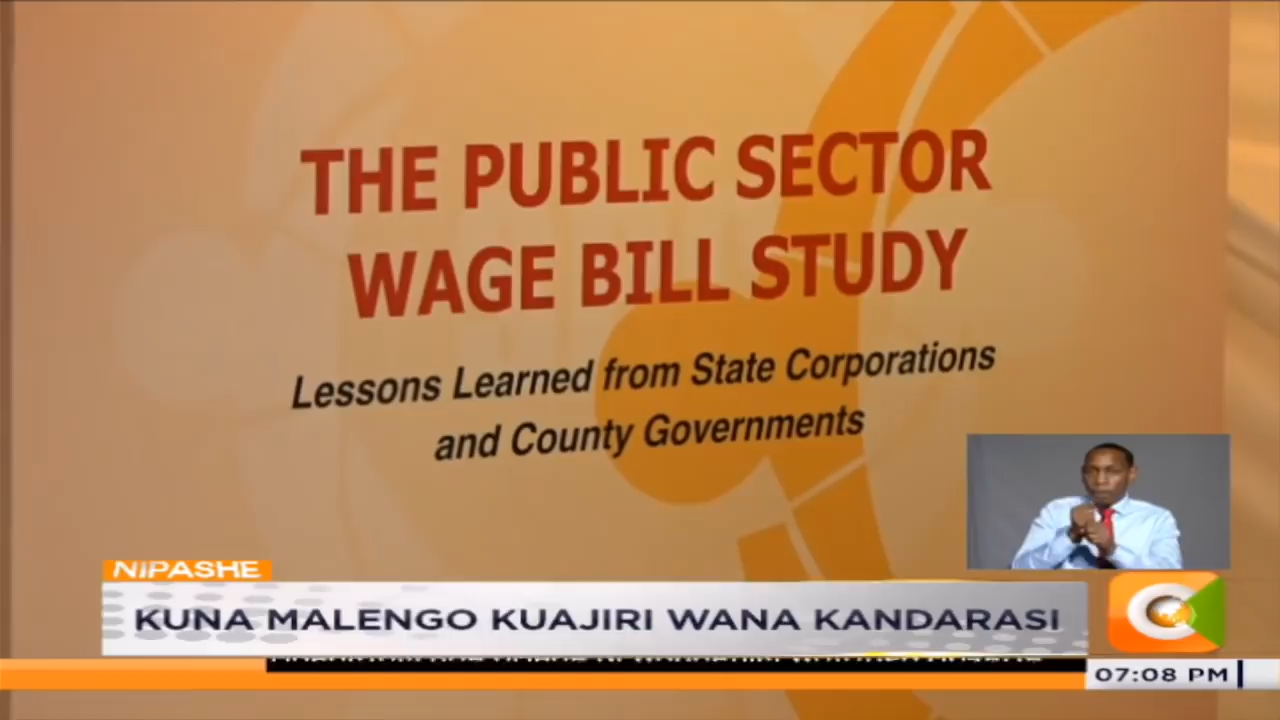 THE PUBLIC SECTOR
WAGE BILL STUDY
Lessons Learned from State Corporations
and County Governments
NIPASHE
KUNA MALENGO KUAJIRI WANA KANDARASI
07:08 PM